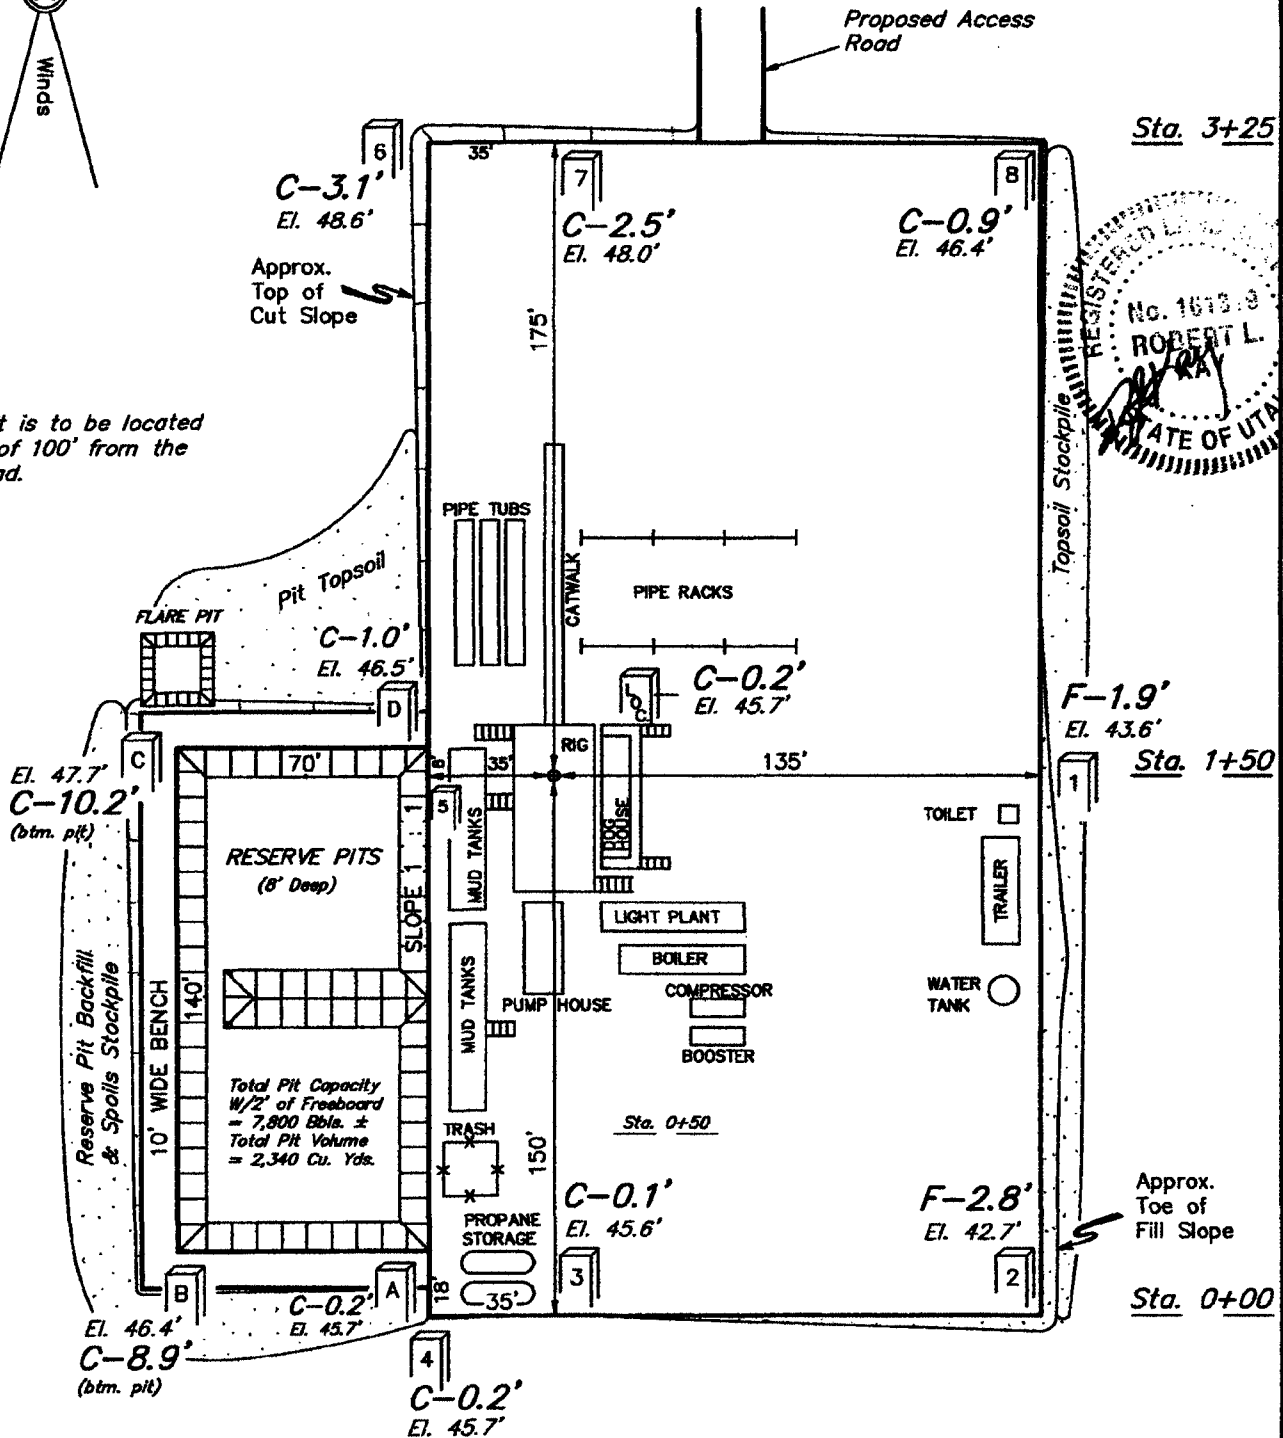 Winds
Proposed Access
Road
Sta. 3+25
6
35'
7
8
C-3.1'
El. 48.6'
C-2.5'
El. 48.0'
C-0.9'
El. 46.4'
Approx.
Top of
Cut Slope
175'
REGISTERED
No.
ROBERT L.
KAY
STATE OF UTAH
t is to be located
of 100' from the
ad.
Topsoil Stockpile
PIPE TUBS
CATWALK
PIPE RACKS
Pit Topsoil
FLARE PIT
C-1.0'
El. 46.5'
D
LOC.
C-0.2'
El. 45.7'
F-1.9'
El. 43.6'
Sta. 1+50
1
C
El. 47.7'
C-10.2'
(btm. pit)
70'
8'
35'
RIG
135'
5
MUD TANKS
DOG
HOUSE
TOILET
TRAILER
RESERVE PITS
(8' Deep)
SLOPE 1 1
LIGHT PLANT
BOILER
COMPRESSOR
BOOSTER
PUMP HOUSE
MUD TANKS
WATER
TANK
Reserve Pit Backfill
& Spoils Stockpile
10' WIDE BENCH
140'
Total Pit Capacity
W/2' of Freeboard
= 7,800 Bbls. ±
Total Pit Volume
= 2,340 Cu. Yds.
TRASH
Sta. 0+50
150'
PROPANE
STORAGE
C-0.1'
El. 45.6'
F-2.8'
El. 42.7'
Approx.
Toe of
Fill Slope
3
2
18'
35'
Sta. 0+00
B
A
C-0.2'
El. 45.7'
El. 46.4'
C-8.9'
(btm. pit)
4
C-0.2'
El. 45.7'